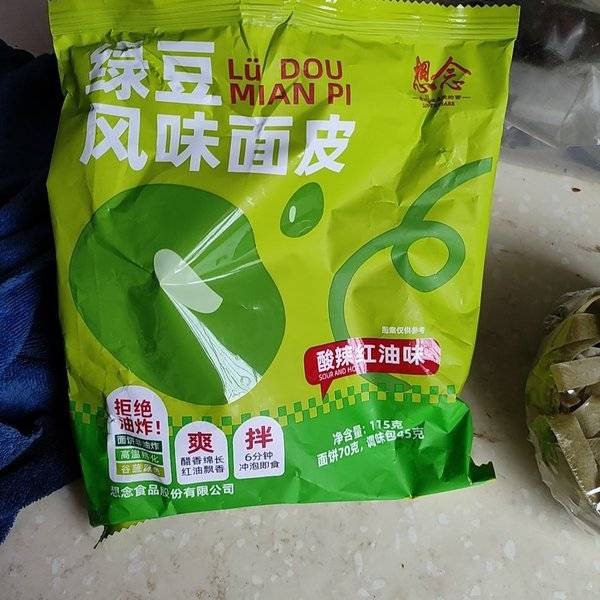 绿豆
Lü DOU
MIAN PI
风味面皮
想念
图案仅供参考
酸辣红油味
SOUR AND HO
拒绝
油炸!
面饼非油炸
高温熟化
爽
醋香绵长
红油飘香
拌
6分钟
冲泡即食
净含量: 115克
面饼70克, 调味包45克
想念食品股份有限公司